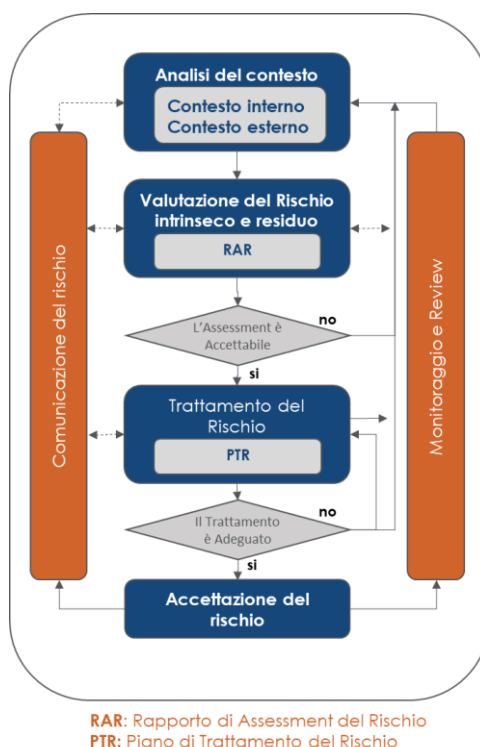 Analisi del contesto
Contesto interno
Contesto esterno
Comunicazione del rischio
Monitoraggio e Review
Valutazione del Rischio
intrinseco e residuo
RAR
L'Assessment è
Accettabile
no
si
Trattamento del
Rischio
PTR
Il Trattamento
è Adeguato
no
si
Accettazione del
rischio
RAR: Rapporto di Assessment del Rischio
PTR: Piano di Trattamento del Rischio